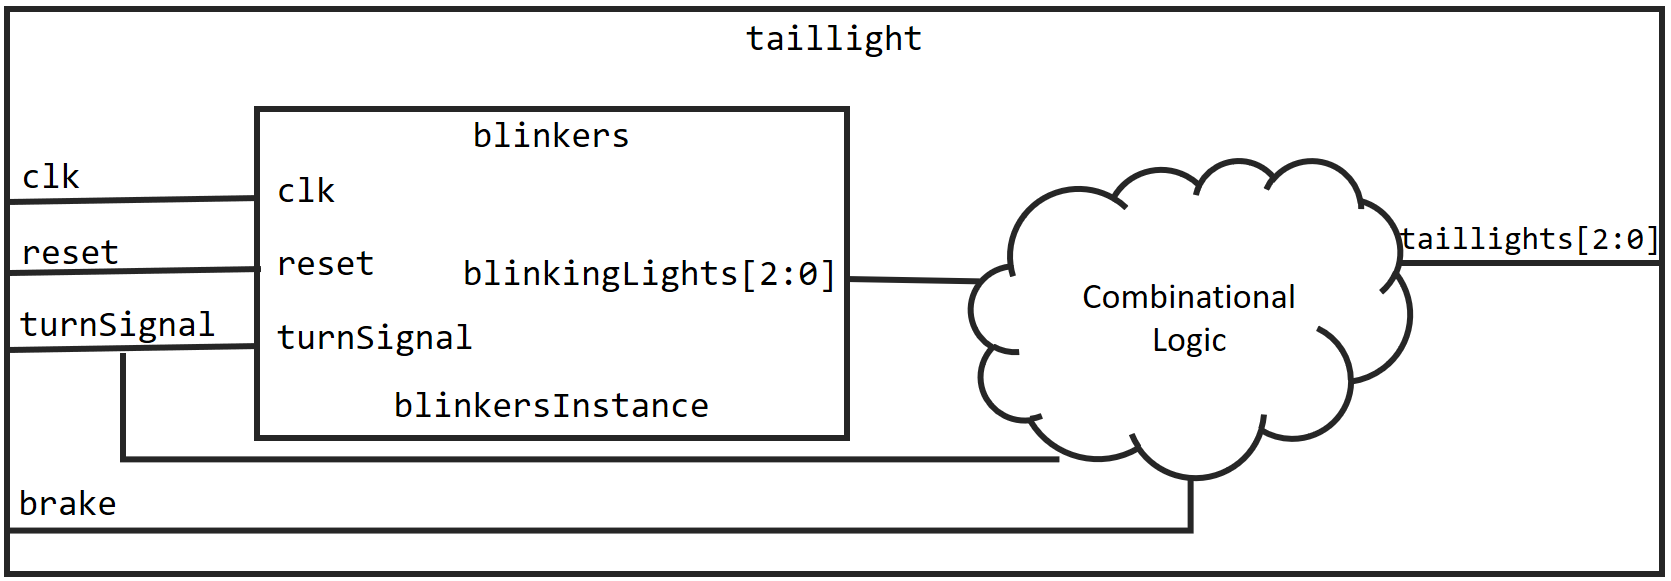 taillight
blinkers
clk
clk
reset
reset
blinkingLights[2:0]
turnSignal
turnSignal
blinkersInstance
brake
Combinational
Logic
taillights[2:0]